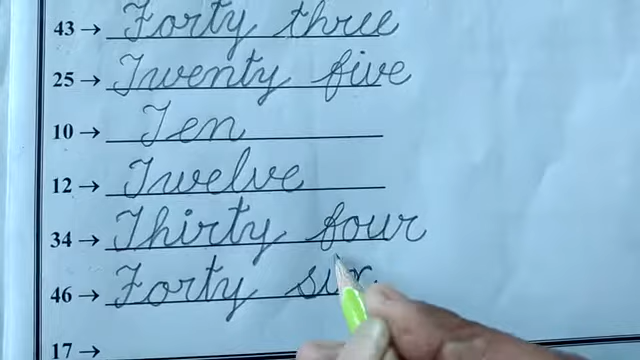 43 → Forty three
25 → Twenty five
10 → Ten
12 → Twelve
34 → Thirty four
46 → Forty six
17 →